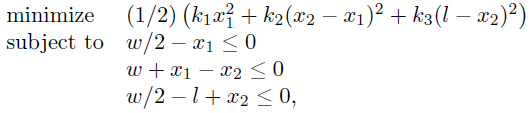 minimize (1/2) (k₁x₁² + k₂(x₂ − x₁)² + k₃(l − x₂)²)
subject to w/2 − x₁ ≤ 0
w + x₁ − x₂ ≤ 0
w/2 − l + x₂ ≤ 0,